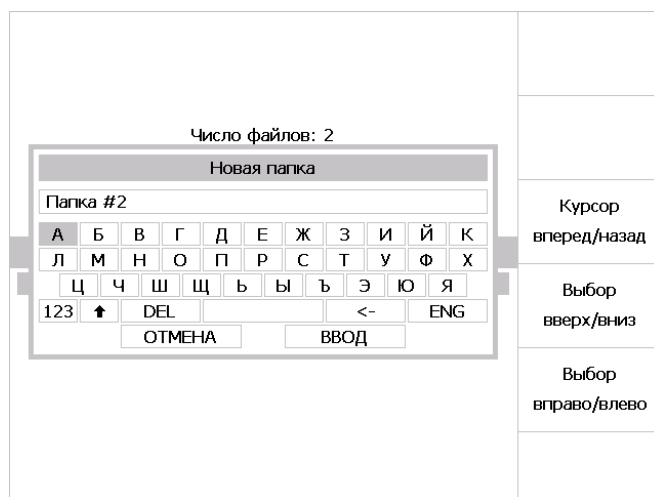 Число файлов: 2
Новая папка
Папка #2
А Б В Г Д Е Ж З И Й К
Л М Н О П Р С Т У Ф Х
Ц Ч Ш Щ Ь Ы Ъ Э Ю Я
123 ⬆ DEL <- ENG
ОТМЕНА ВВОД
Курсор
вперед/назад
Выбор
вверх/вниз
Выбор
вправо/влево